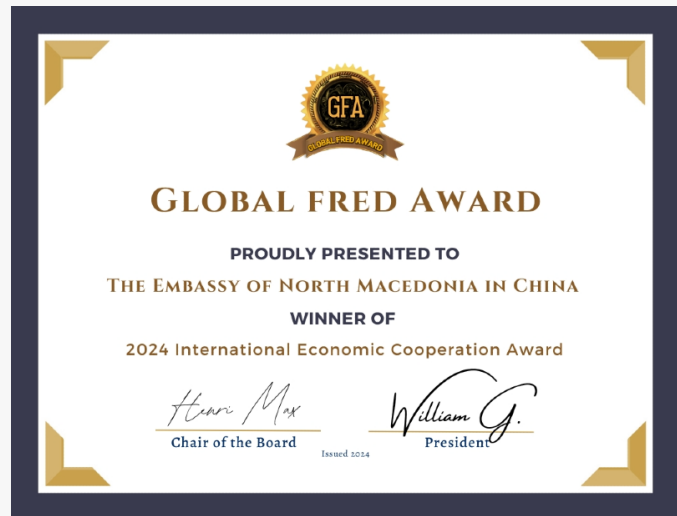 GFA
GLOBAL FRED AWARD
GLOBAL FRED AWARD
PROUDLY PRESENTED TO
THE EMBASSY OF NORTH MACEDONIA IN CHINA
WINNER OF
2024 International Economic Cooperation Award
Henri Max William G.
Chair of the Board President
Issued 2024